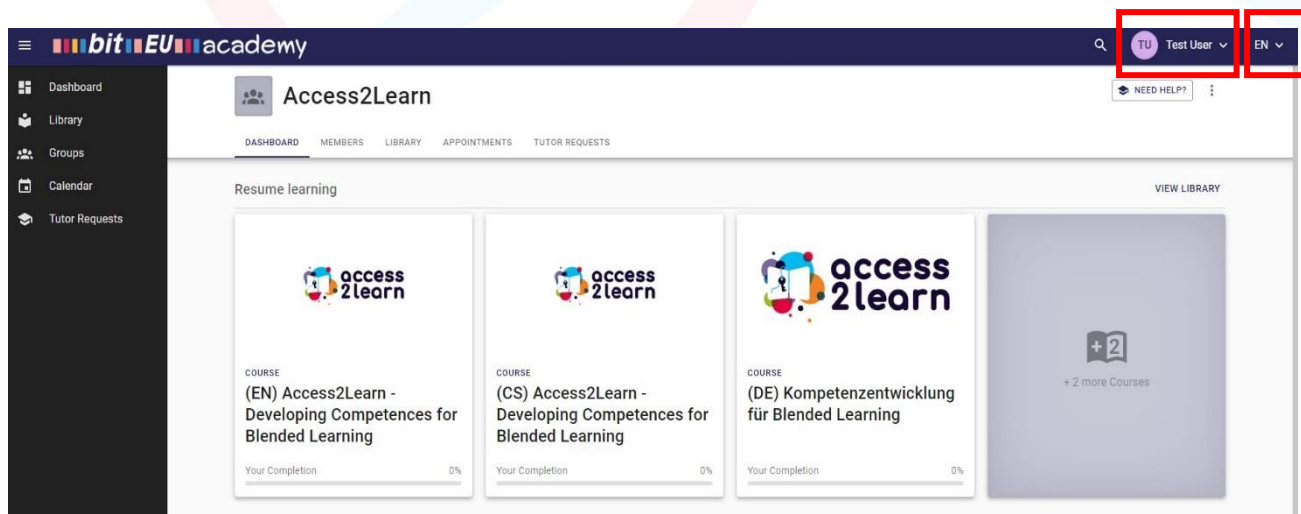 bit EU academy
TU Test User EN
Dashboard
Library
Groups
Calendar
Tutor Requests
Access2Learn
NEED HELP?
DASHBOARD MEMBERS LIBRARY APPOINTMENTS TUTOR REQUESTS
Resume learning
VIEW LIBRARY
access
2learn
COURSE
(EN) Access2Learn -
Developing Competences for
Blended Learning
Your Completion 0%
access
2learn
COURSE
(CS) Access2Learn -
Developing Competences for
Blended Learning
Your Completion 0%
access
2learn
COURSE
(DE) Kompetenzentwicklung
für Blended Learning
Your Completion 0%
+2
+ 2 more Courses